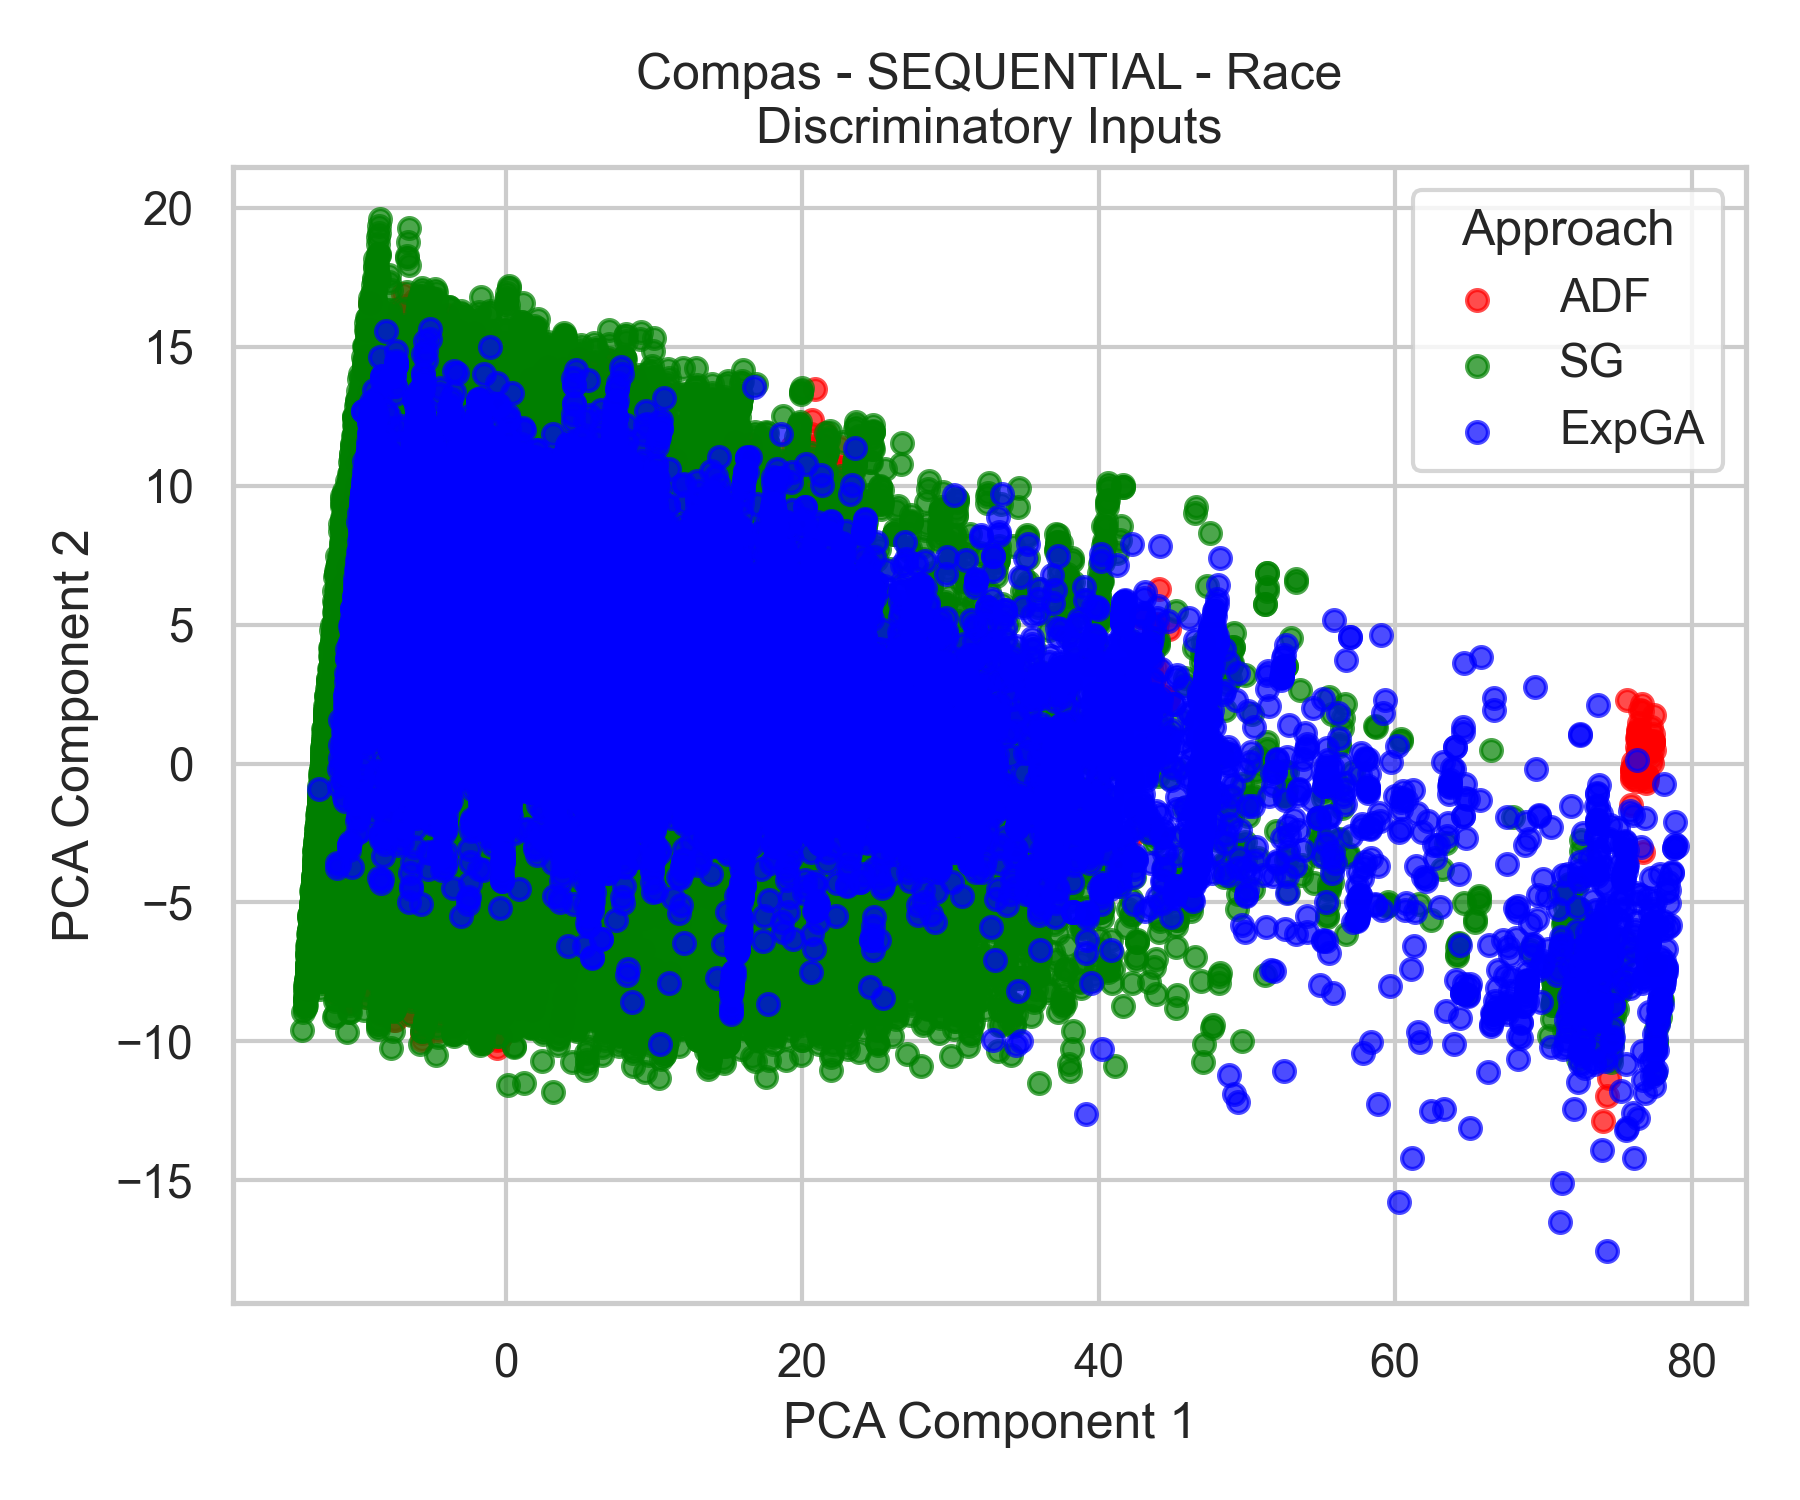 Compas - SEQUENTIAL - Race
Discriminatory Inputs
Approach
ADF
SG
ExpGA
PCA Component 2
20
15
10
5
0
−5
−10
−15
0 20 40 60 80
PCA Component 1